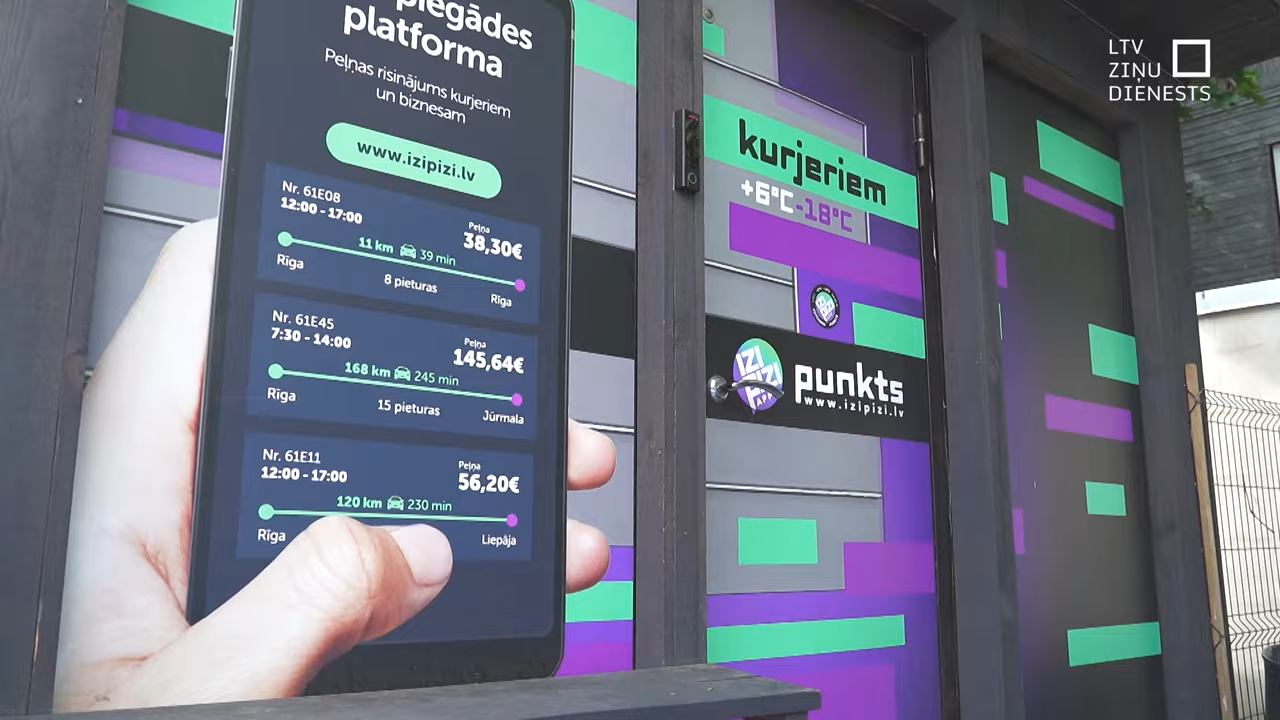 piegādes
platforma
Peļņas risinājums kurjeriem
un biznesam
www.izipizi.lv
Nr. 61E08
12:00 - 17:00
Peļņa
38,30€
11 km 39 min
Rīga
8 pieturas
Rīga
Nr. 61E45
7:30 - 14:00
Peļņa
145,64€
168 km 245 min
Rīga
15 pieturas
Jūrmala
Nr. 61E11
12:00 - 17:00
Peļņa
56,20€
120 km 230 min
Rīga
Liepāja
kurjeriem
+6°C-18°C
IZI
PIZI
APP
punkts
www.izipizi.lv
LTV
ZIŅU
DIENESTS